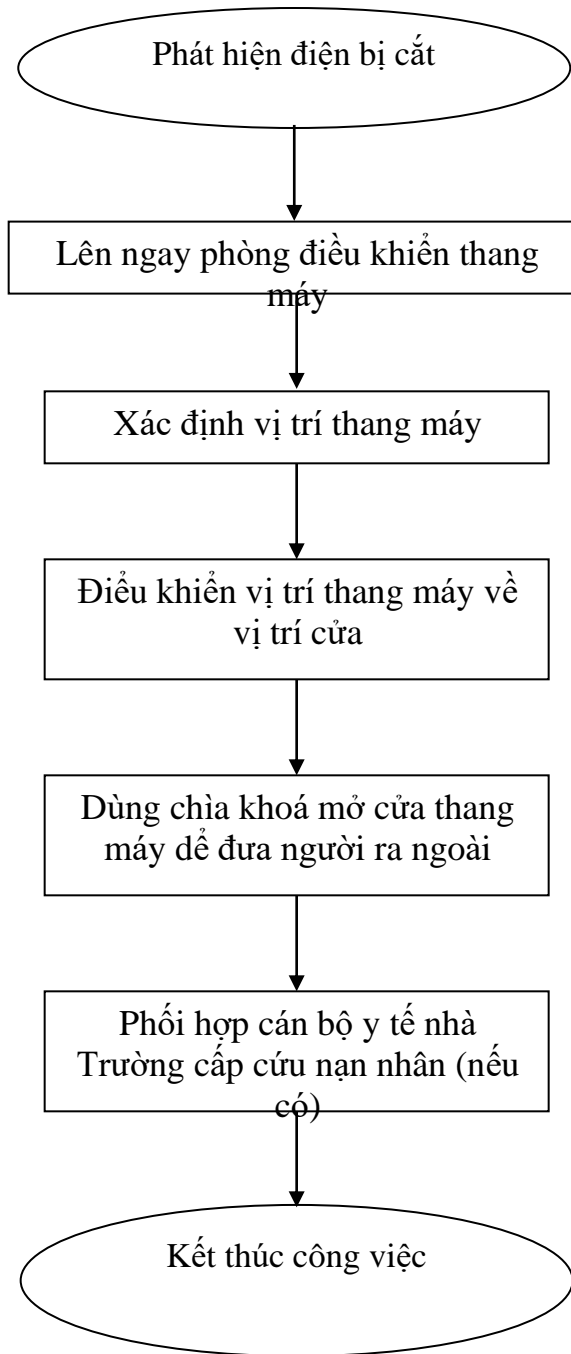 Phát hiện điện bị cắt
Lên ngay phòng điều khiển thang
máy
Xác định vị trí thang máy
Điểu khiển vị trí thang máy về
vị trí cửa
Dùng chìa khoá mở cửa thang
máy dể đưa người ra ngoài
Phối hợp cán bộ y tế nhà
Trường cấp cứu nạn nhân (nếu
có)
Kết thúc công việc